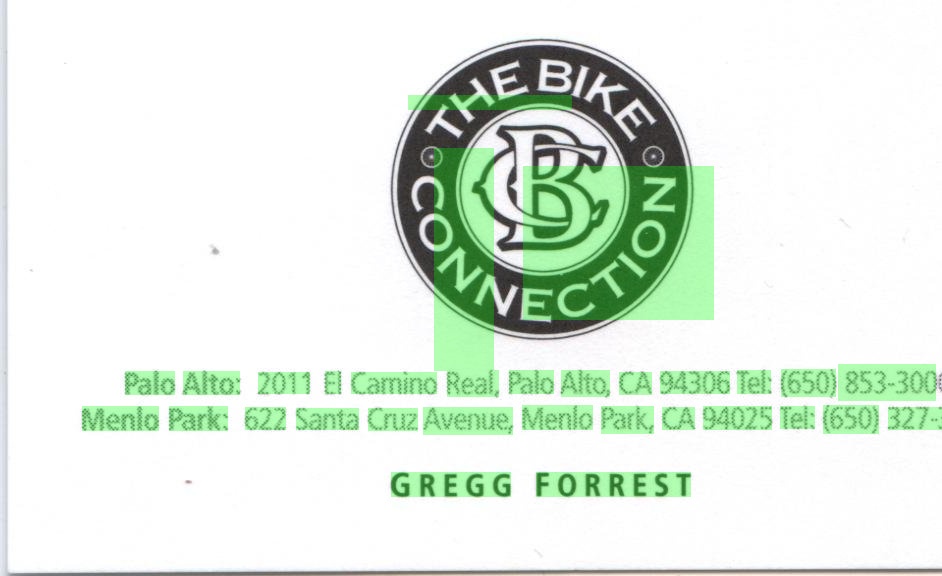 THE BIKE
CONNECTION
BC
Palo Alto: 2011 El Camino Real, Palo Alto, CA 94306 Tel: (650) 853-300
Menlo Park: 622 Santa Cruz Avenue, Menlo Park, CA 94025 Tel: (650) 327-
GREGG FORREST